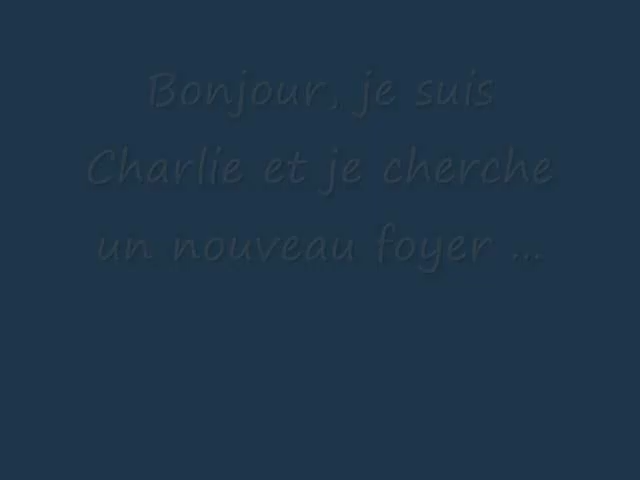 Bonjour, je suis
Charlie et je cherche
un nouveau foyer ...